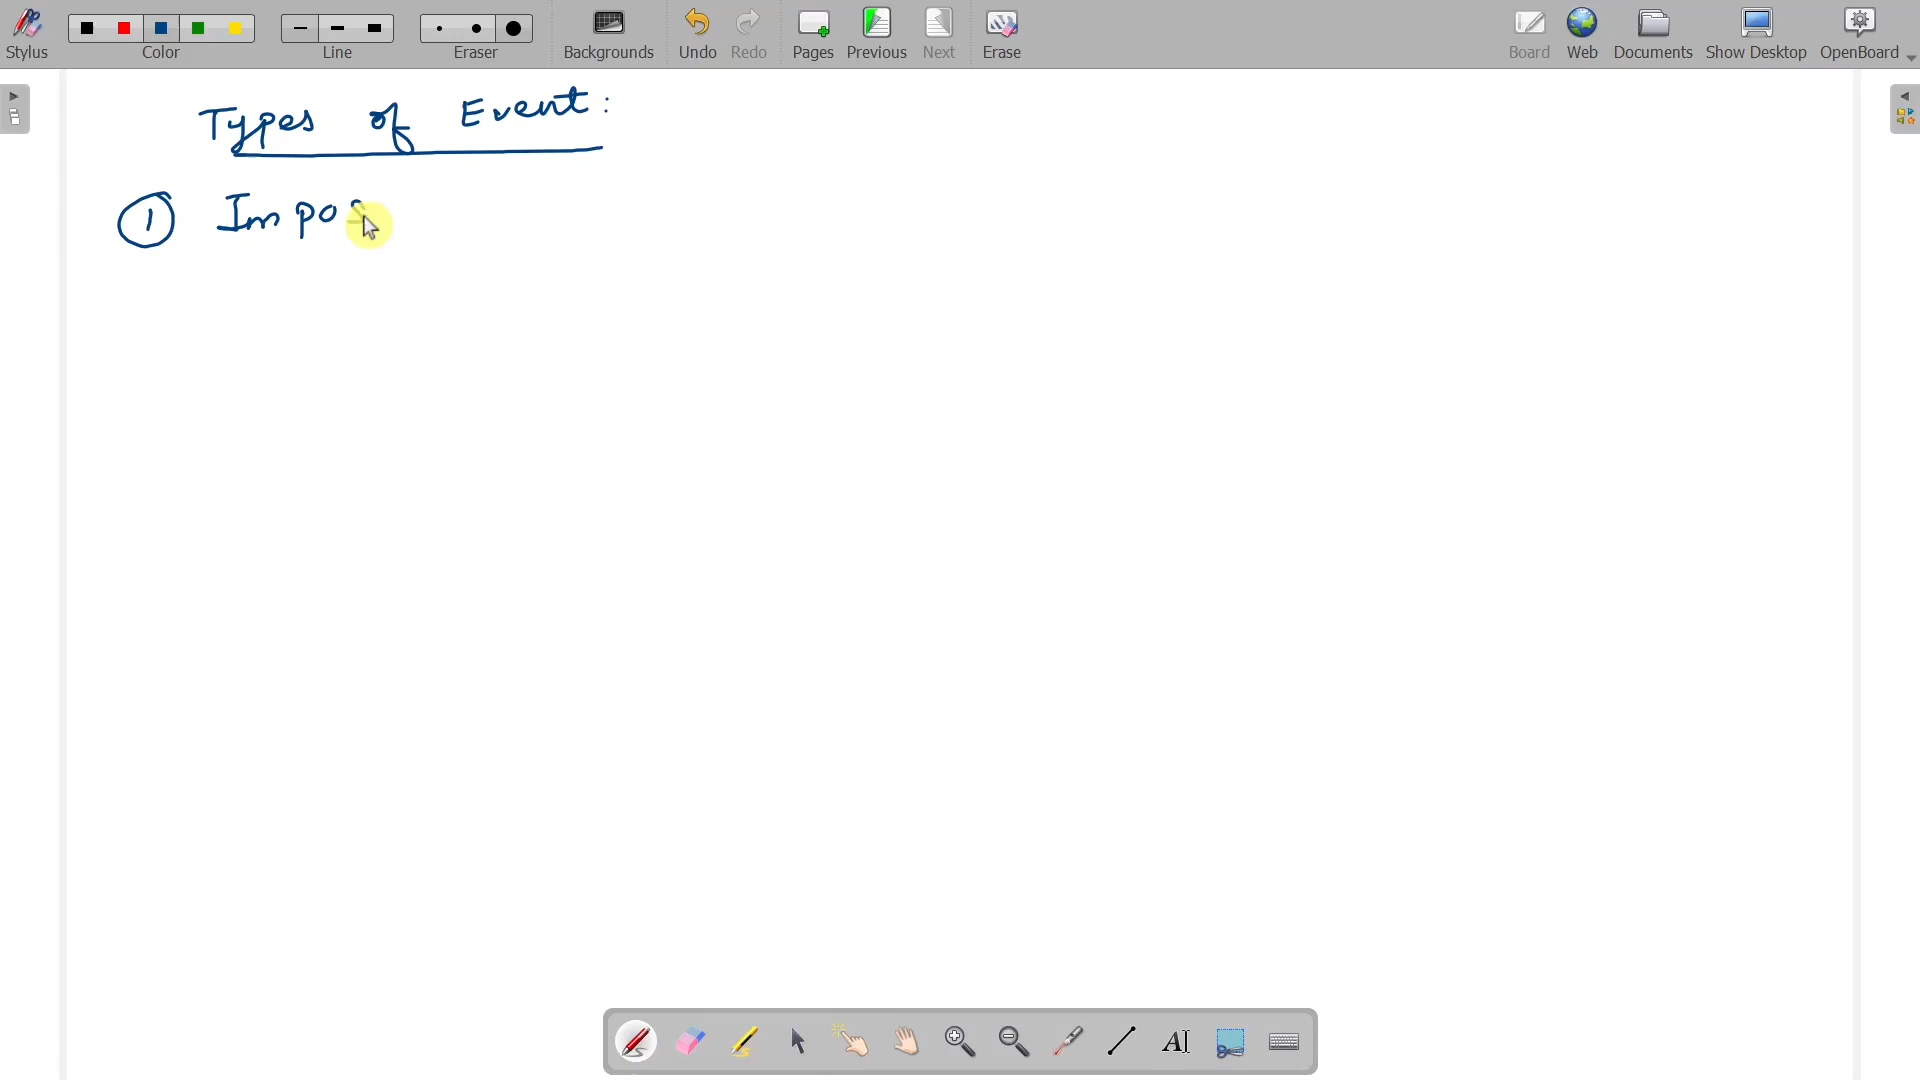 Stylus Color Line Eraser Backgrounds Undo Redo Pages Previous Next Erase Board Web Documents Show Desktop OpenBoard
Types of Event:
① Impos
AI